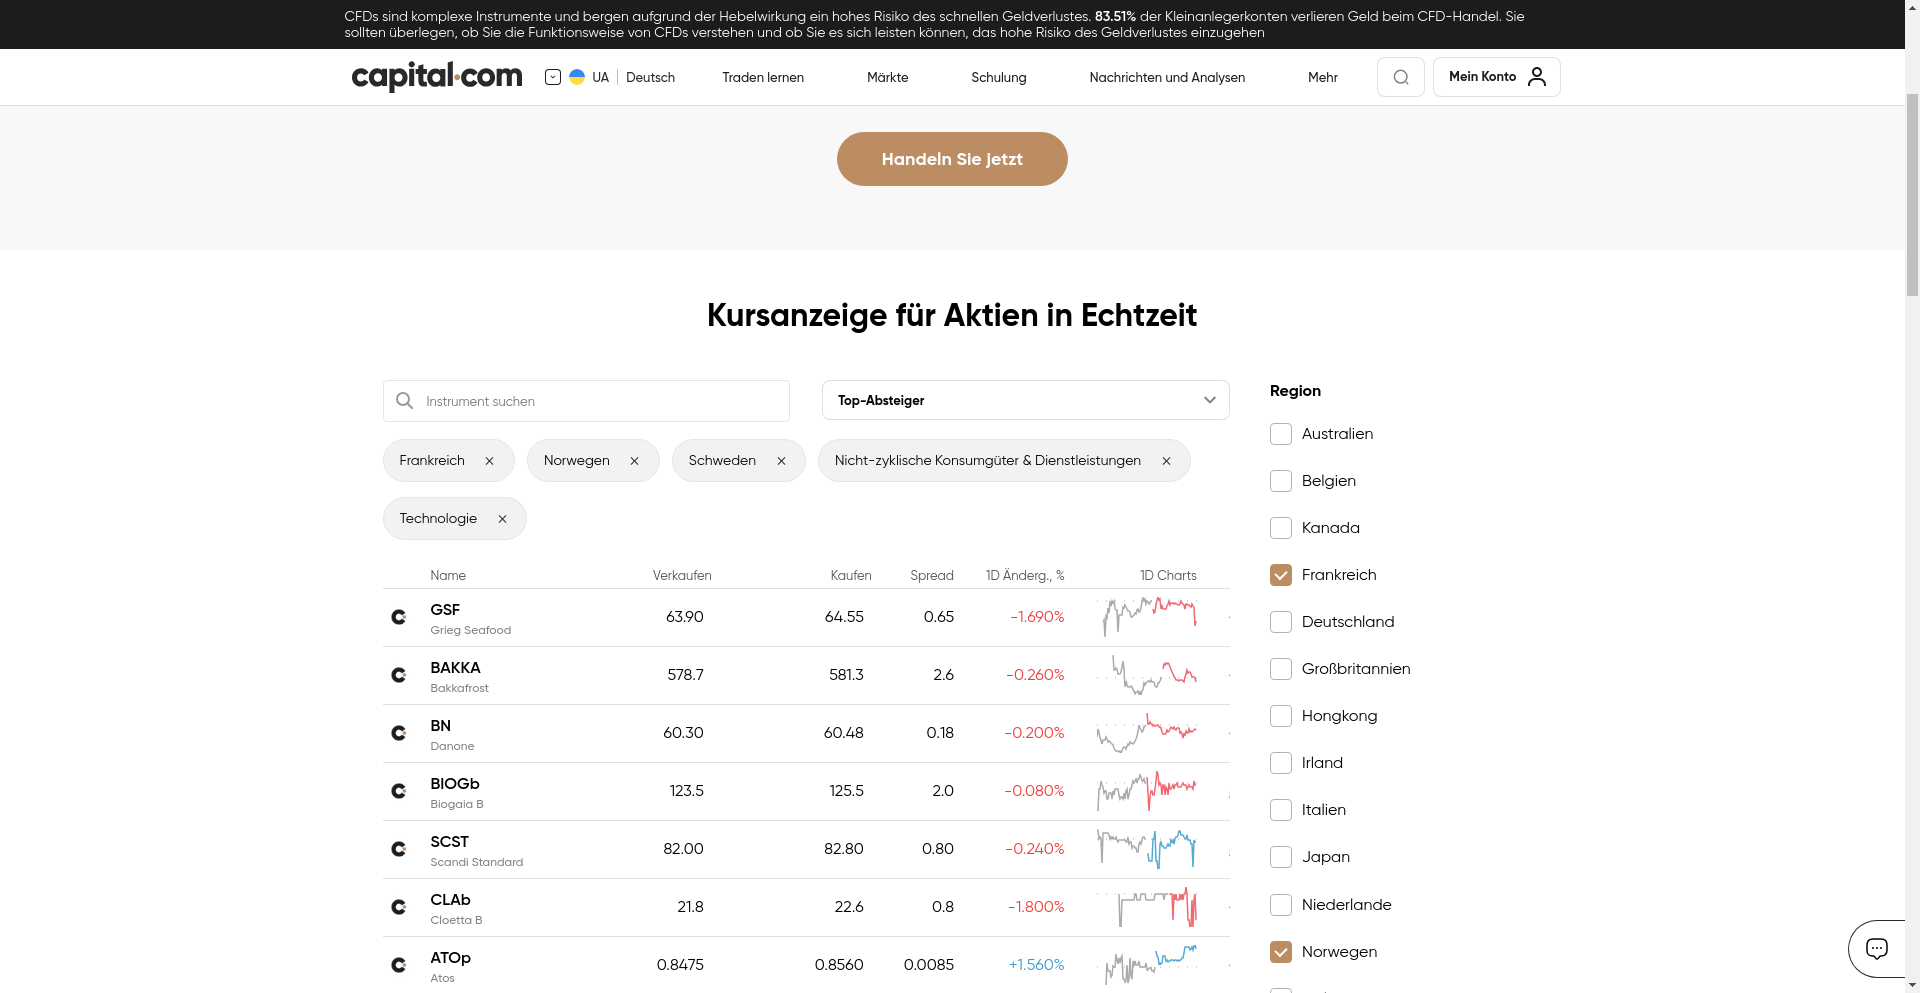 CFDs sind komplexe Instrumente und bergen aufgrund der Hebelwirkung ein hohes Risiko des schnellen Geldverlustes. 83.51% der Kleinanlegerkonten verlieren Geld beim CFD-Handel. Sie
sollten überlegen, ob Sie die Funktionsweise von CFDs verstehen und ob Sie es sich leisten können, das hohe Risiko des Geldverlustes einzugehen
capital.com UA Deutsch Traden lernen Märkte Schulung Nachrichten und Analysen Mehr Mein Konto
Handeln Sie jetzt
Kursanzeige für Aktien in Echtzeit
Instrument suchen
Top-Absteiger
Frankreich × Norwegen × Schweden × Nicht-zyklische Konsumgüter & Dienstleistungen ×
Technologie ×
Name Verkaufen Kaufen Spread 1D Änderg., % 1D Charts
GSF 63.90 64.55 0.65 -1.690%
Grieg Seafood
BAKKA 578.7 581.3 2.6 -0.260%
Bakkafrost
BN 60.30 60.48 0.18 -0.200%
Danone
BIOGb 123.5 125.5 2.0 -0.080%
Biogaia B
SCST 82.00 82.80 0.80 -0.240%
Scandi Standard
CLAb 21.8 22.6 0.8 -1.800%
Cloetta B
ATOp 0.8475 0.8560 0.0085 +1.560%
Atos
Region
Australien
Belgien
Kanada
Frankreich
Deutschland
Großbritannien
Hongkong
Irland
Italien
Japan
Niederlande
Norwegen